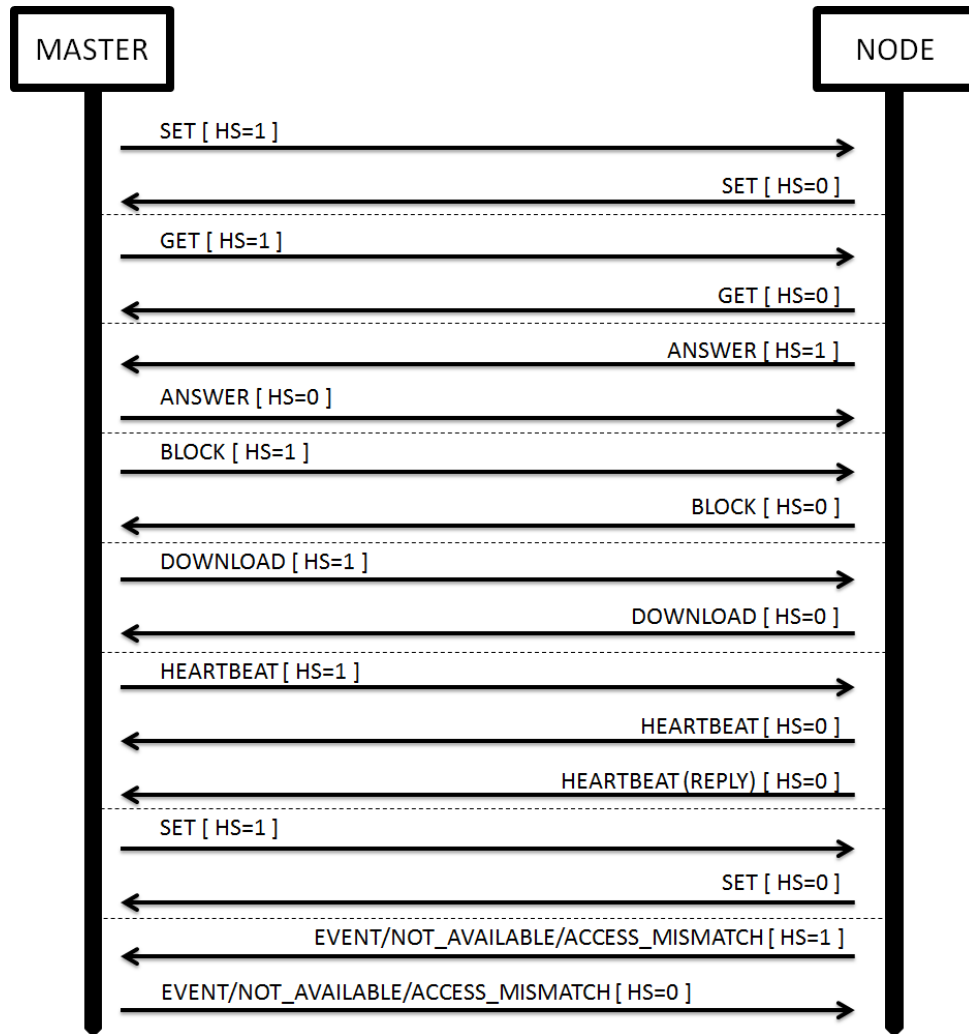 MASTER
NODE
SET [ HS=1 ]
SET [ HS=0 ]
GET [ HS=1 ]
GET [ HS=0 ]
ANSWER [ HS=1 ]
ANSWER [ HS=0 ]
BLOCK [ HS=1 ]
BLOCK [ HS=0 ]
DOWNLOAD [ HS=1 ]
DOWNLOAD [ HS=0 ]
HEARTBEAT [ HS=1 ]
HEARTBEAT [ HS=0 ]
HEARTBEAT (REPLY) [ HS=0 ]
SET [ HS=1 ]
SET [ HS=0 ]
EVENT/NOT_AVAILABLE/ACCESS_MISMATCH [ HS=1 ]
EVENT/NOT_AVAILABLE/ACCESS_MISMATCH [ HS=0 ]